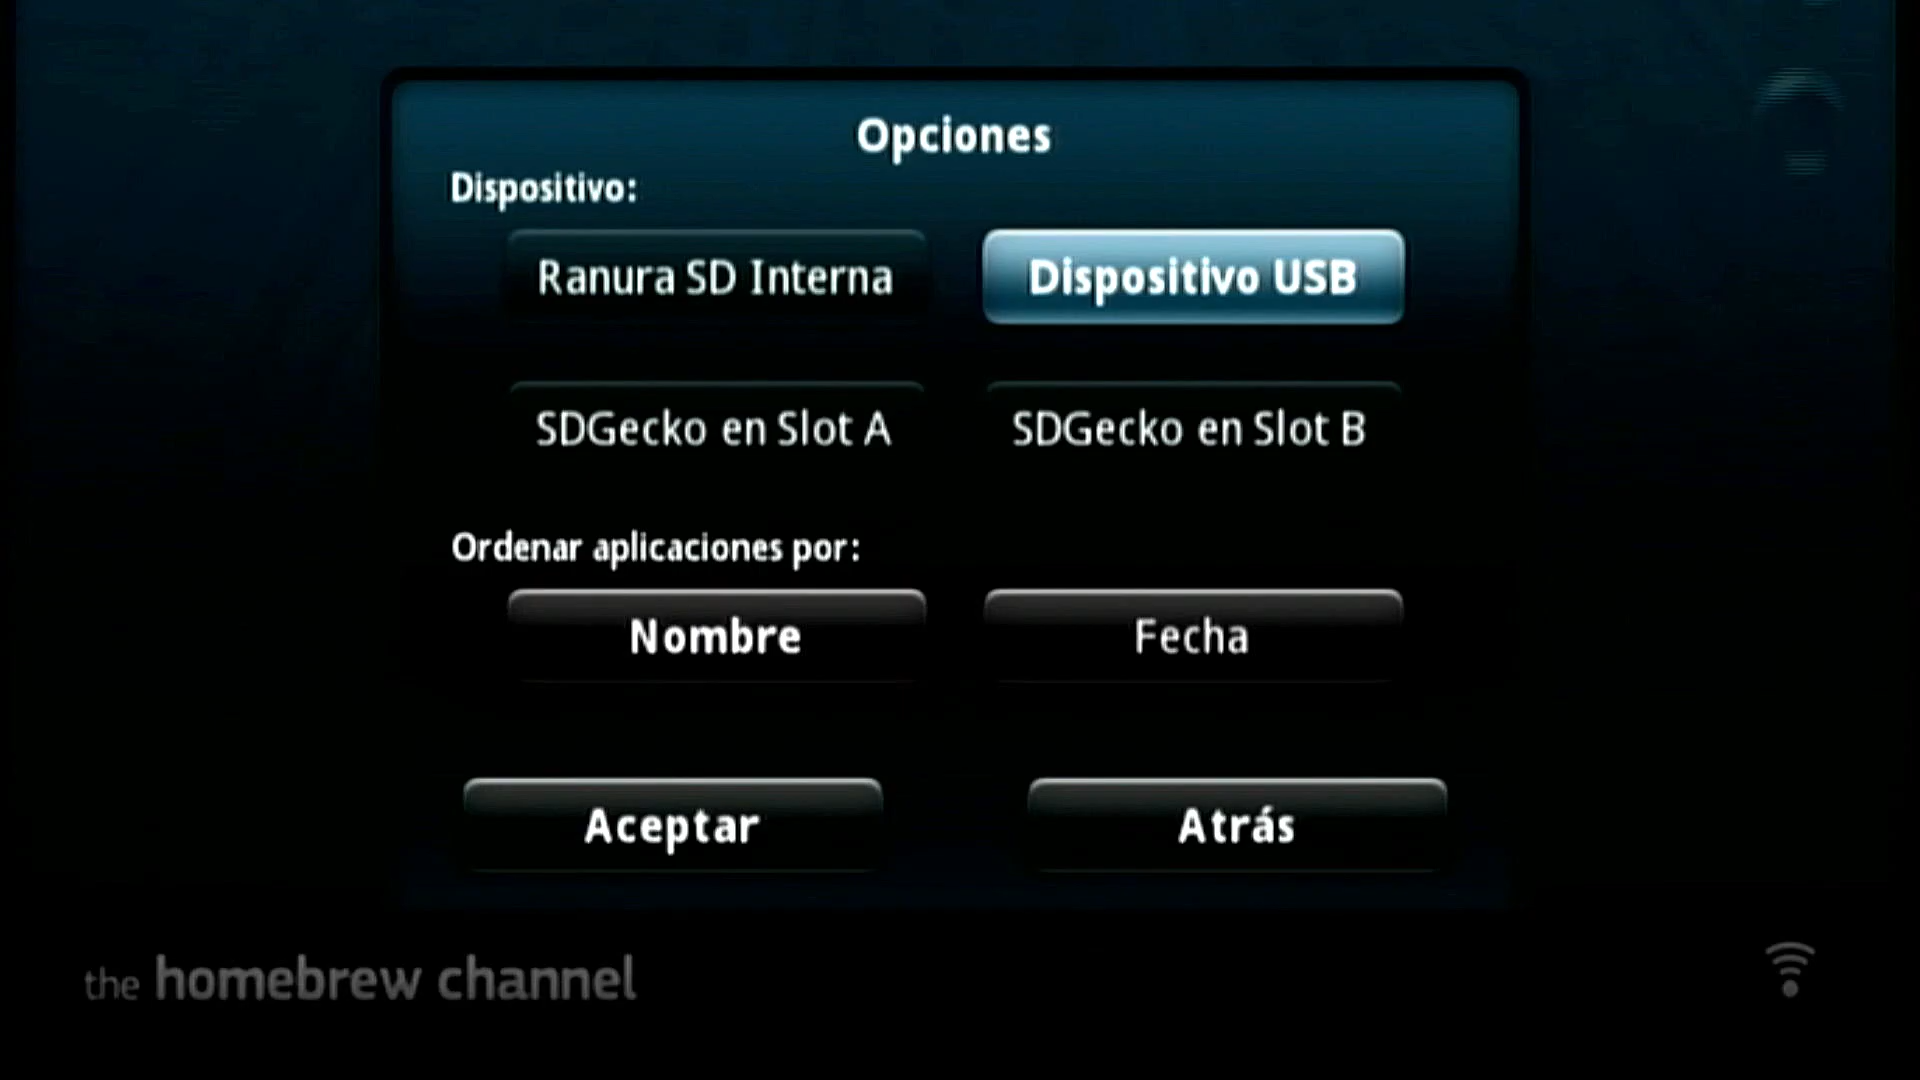 Opciones
Dispositivo:
Ranura SD Interna
Dispositivo USB
SDGecko en Slot A
SDGecko en Slot B
Ordenar aplicaciones por:
Nombre
Fecha
Aceptar
Atrás
the homebrew channel